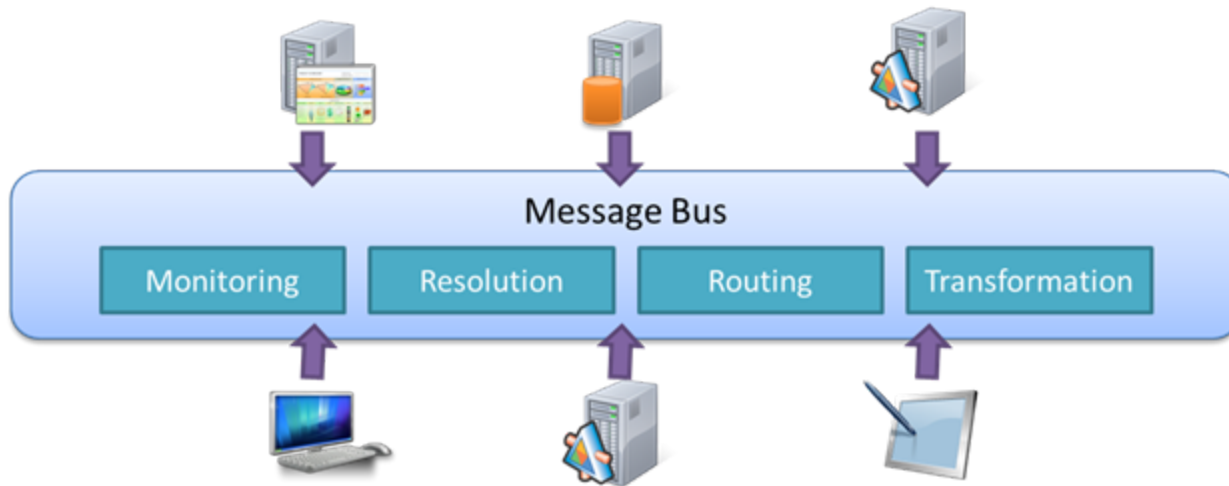 Message Bus
Monitoring
Resolution
Routing
Transformation